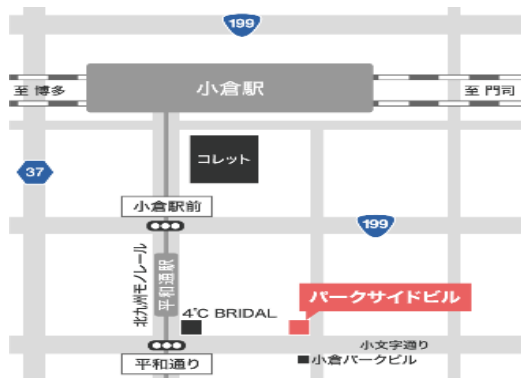 199
小倉駅
至 博多
至 門司
コレット
37
小倉駅前
199
北九州モノレール
平和通駅
パークサイドビル
4℃ BRIDAL
小文字通り
平和通り
■小倉パークビル